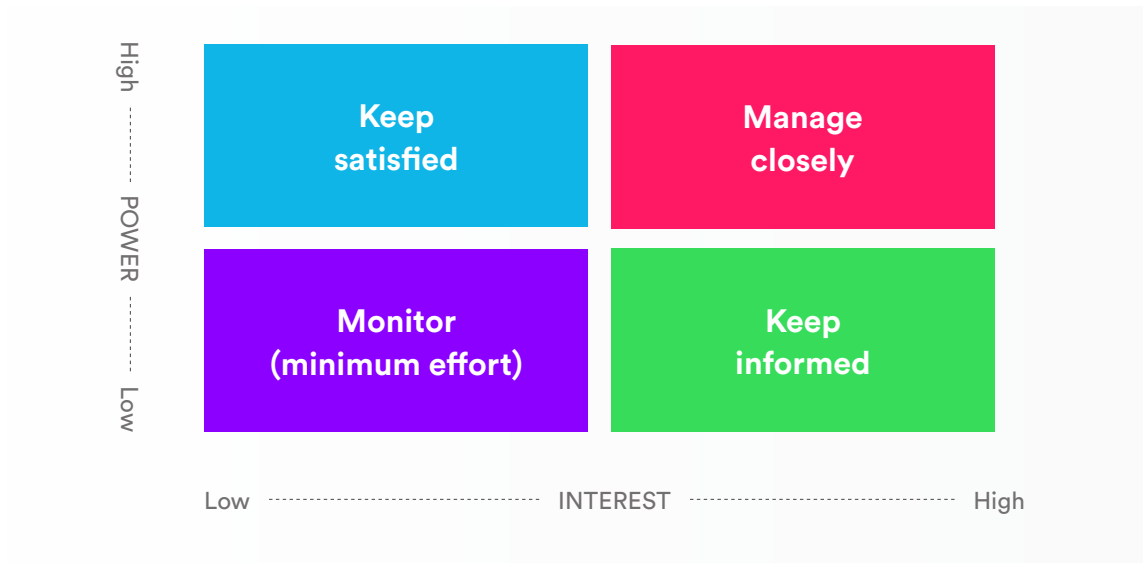 High
POWER
Low
Keep
satisfied
Manage
closely
Monitor
(minimum effort)
Keep
informed
Low
INTEREST
High